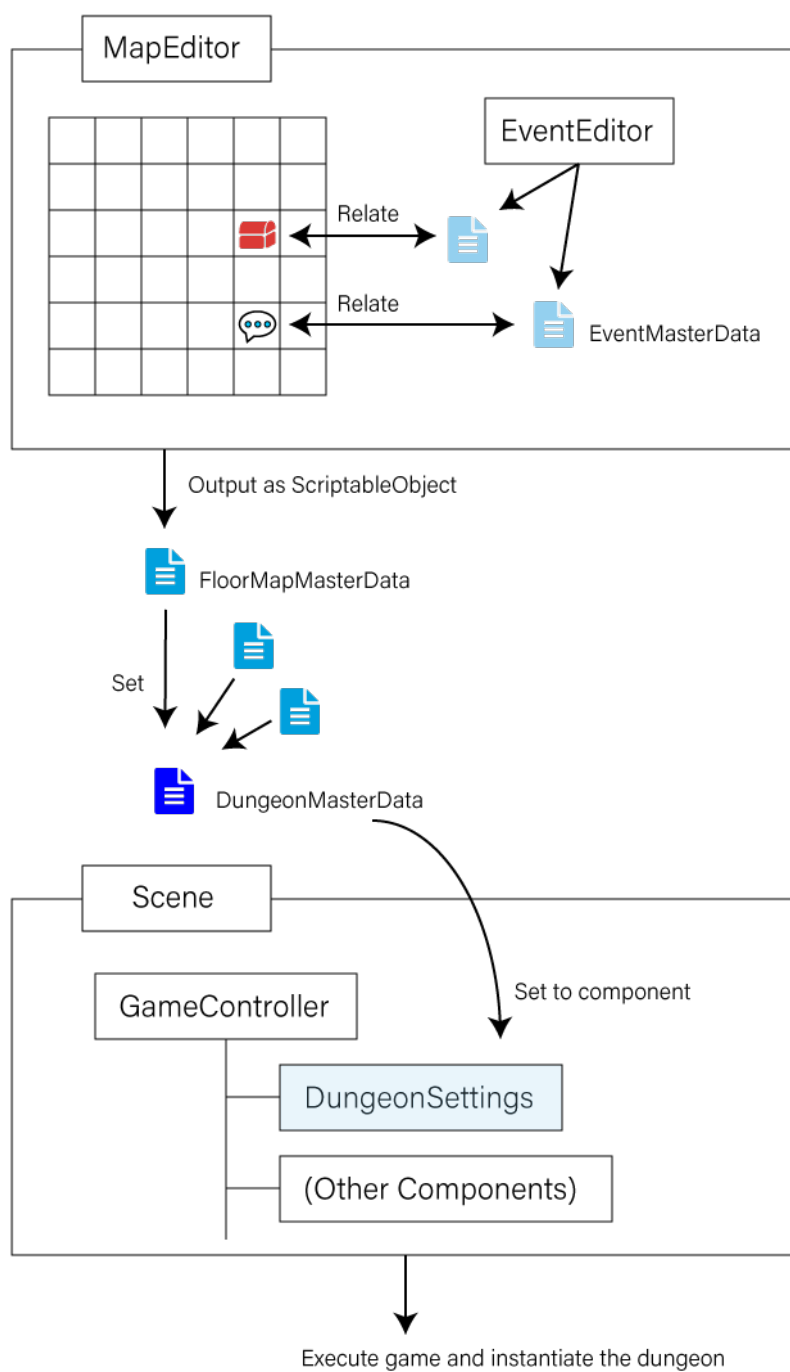 MapEditor
EventEditor
Relate
Relate
EventMasterData
Output as ScriptableObject
FloorMapMasterData
Set
DungeonMasterData
Scene
GameController
Set to component
DungeonSettings
(Other Components)
Execute game and instantiate the dungeon